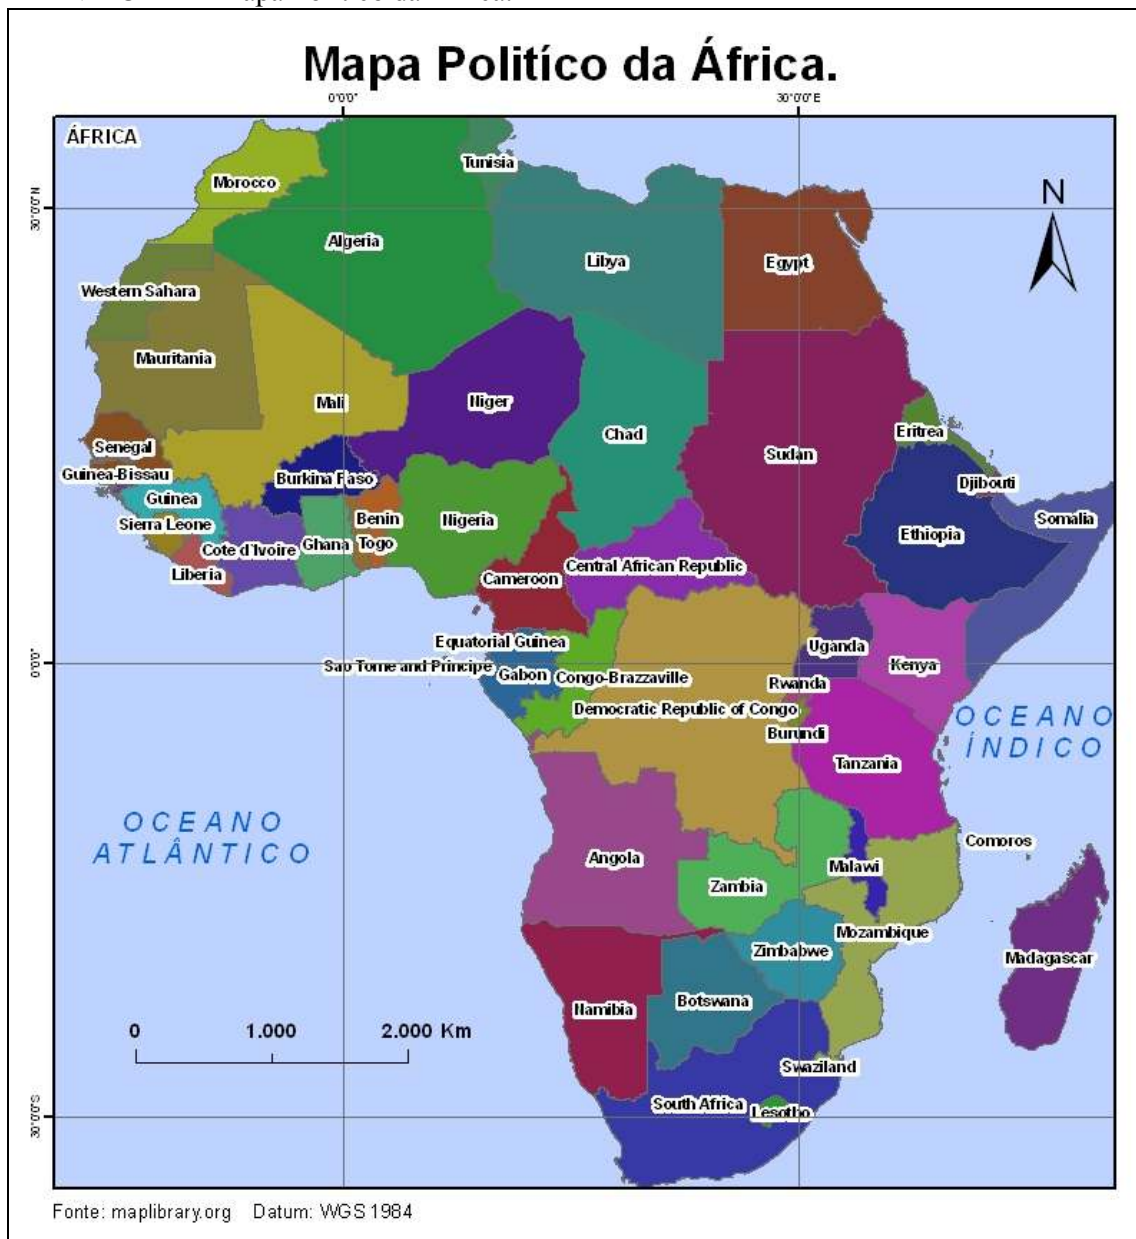 Mapa Politíco da África.
0°0'0"
30°0'0"E
ÁFRICA
Tunisia
Morocco
N
30°0'0"N
Algeria
Libya
Egypt
Western Sahara
Mauritania
Mali
Niger
Chad
Sudan
Eritrea
Senegal
Guinea-Bissau
Burkina Faso
Djibouti
Guinea
Benin
Nigeria
Somalia
Sierra Leone
Cote d'Ivoire
Ghana
Togo
Ethiopia
Liberia
Cameroon
Central African Republic
Equatorial Guinea
Uganda
0°0'0"
Sao Tome and Principe
Gabon
Congo-Brazzaville
Kenya
Rwanda
Democratic Republic of Congo
Burundi
OCEANO
ÍNDICO
Tanzania
OCEANO
ATLÂNTICO
Comoros
Angola
Malawi
Zambia
Mozambique
Zimbabwe
Madagascar
Namibia
Botswana
0 1.000 2.000 Km
Swaziland
South Africa
Lesotho
30°0'0"S
Fonte: maplibrary.org Datum: WGS 1984